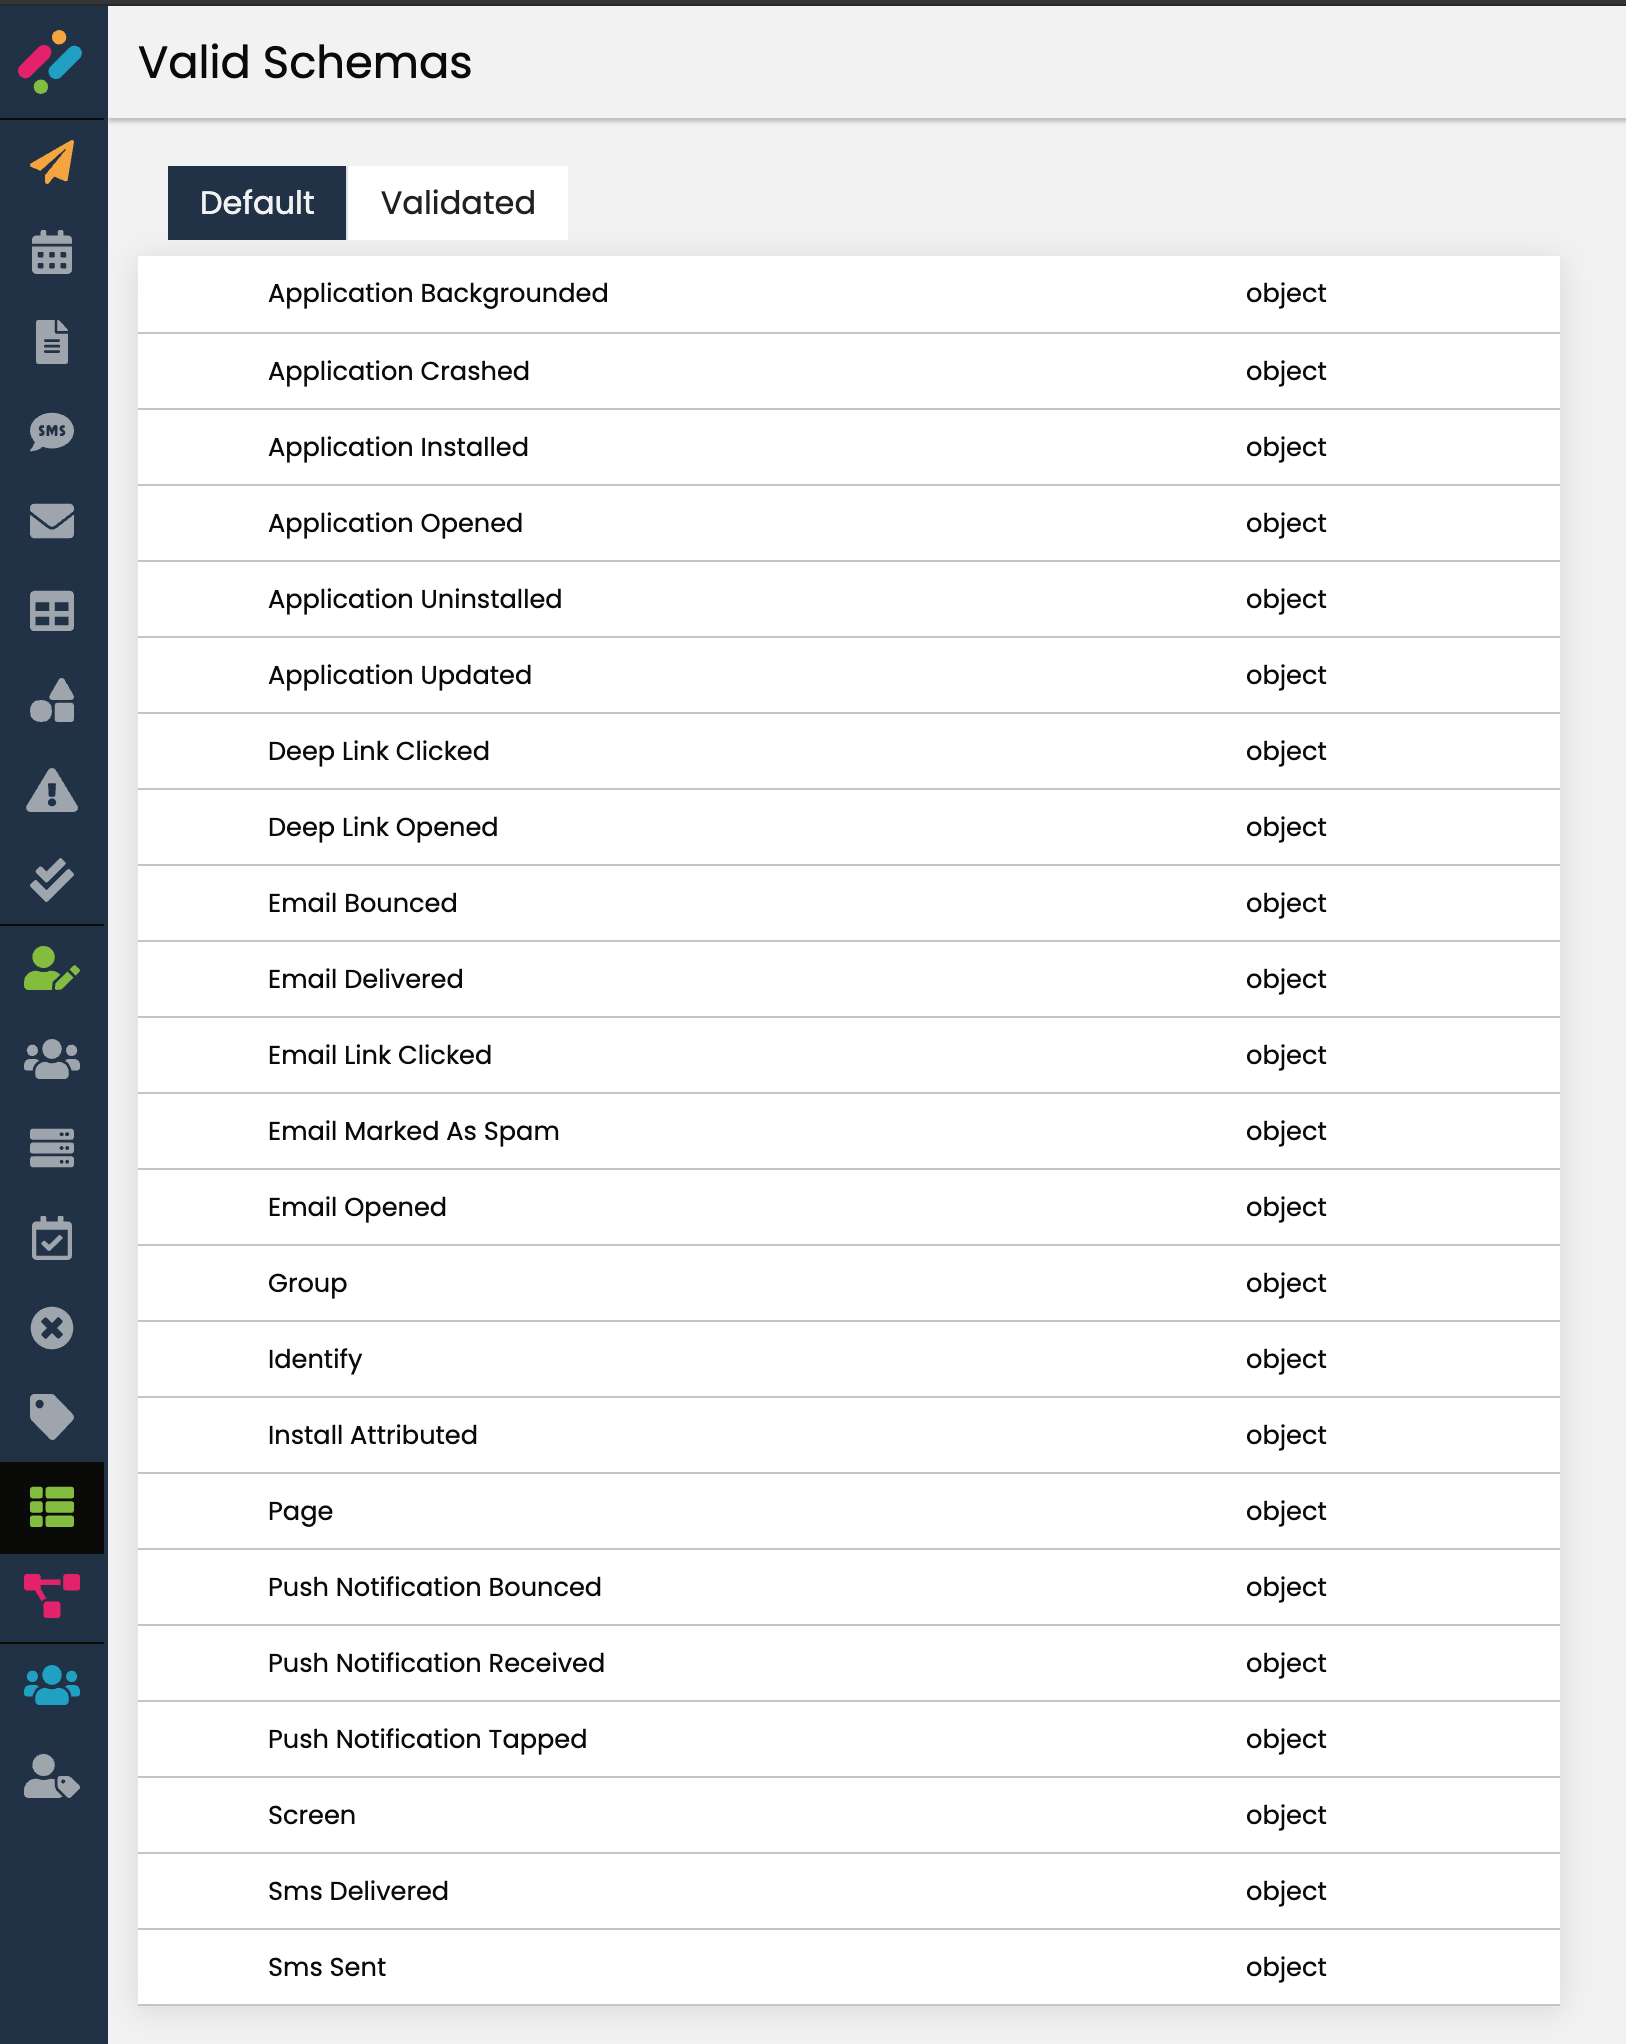 Valid Schemas
Default Validated
Application Backgrounded object
Application Crashed object
Application Installed object
Application Opened object
Application Uninstalled object
Application Updated object
Deep Link Clicked object
Deep Link Opened object
Email Bounced object
Email Delivered object
Email Link Clicked object
Email Marked As Spam object
Email Opened object
Group object
Identify object
Install Attributed object
Page object
Push Notification Bounced object
Push Notification Received object
Push Notification Tapped object
Screen object
Sms Delivered object
Sms Sent object
SMS